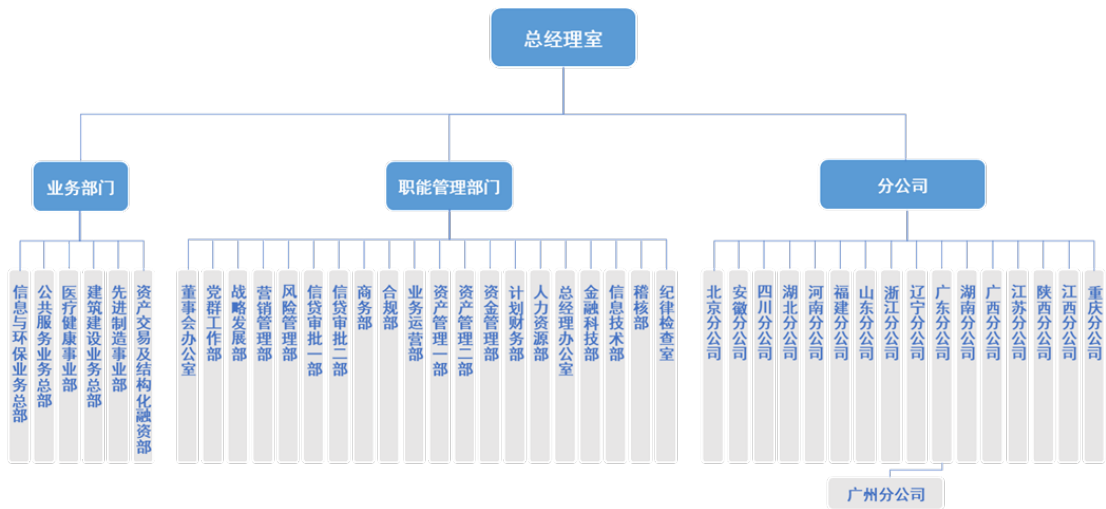 总经理室
业务部门
职能管理部门
分公司
信息与环保业务总部
公共服务业务总部
医疗健康事业部
建筑建设业务总部
先进制造事业部
资产交易及结构化融资部
董事会办公室
党群工作部
战略发展部
营销管理部
风险管理部
信贷审批一部
信贷审批二部
商务部
合规部
业务运营部
资产管理一部
资产管理二部
资金管理部
计划财务部
人力资源部
总经理办公室
金融科技部
信息技术部
稽核部
纪律检查室
北京分公司
安徽分公司
四川分公司
湖北分公司
河南分公司
福建分公司
山东分公司
浙江分公司
辽宁分公司
广东分公司
湖南分公司
广西分公司
江苏分公司
陕西分公司
江西分公司
重庆分公司
广州分公司